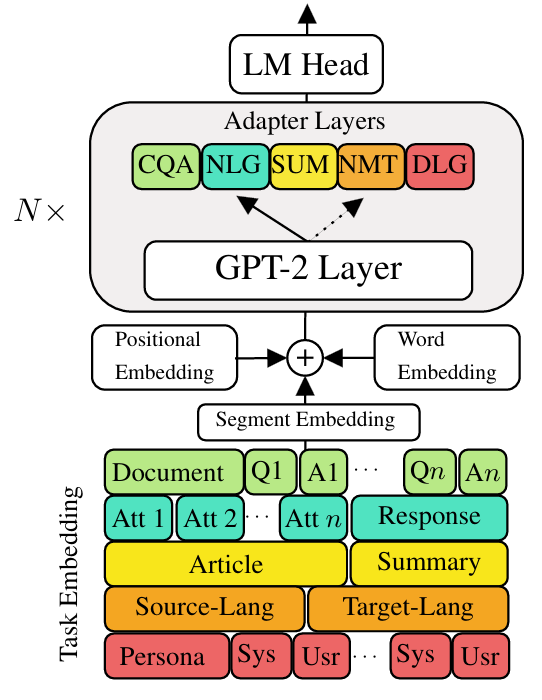 LM Head
Adapter Layers
CQA NLG SUM NMT DLG
N×
GPT-2 Layer
Positional
Embedding
+
Word
Embedding
Segment Embedding
Task Embedding
Document Q1 A1 ··· Qn An
Att 1 Att 2 ··· Att n Response
Article Summary
Source-Lang Target-Lang
Persona Sys Usr ··· Sys Usr